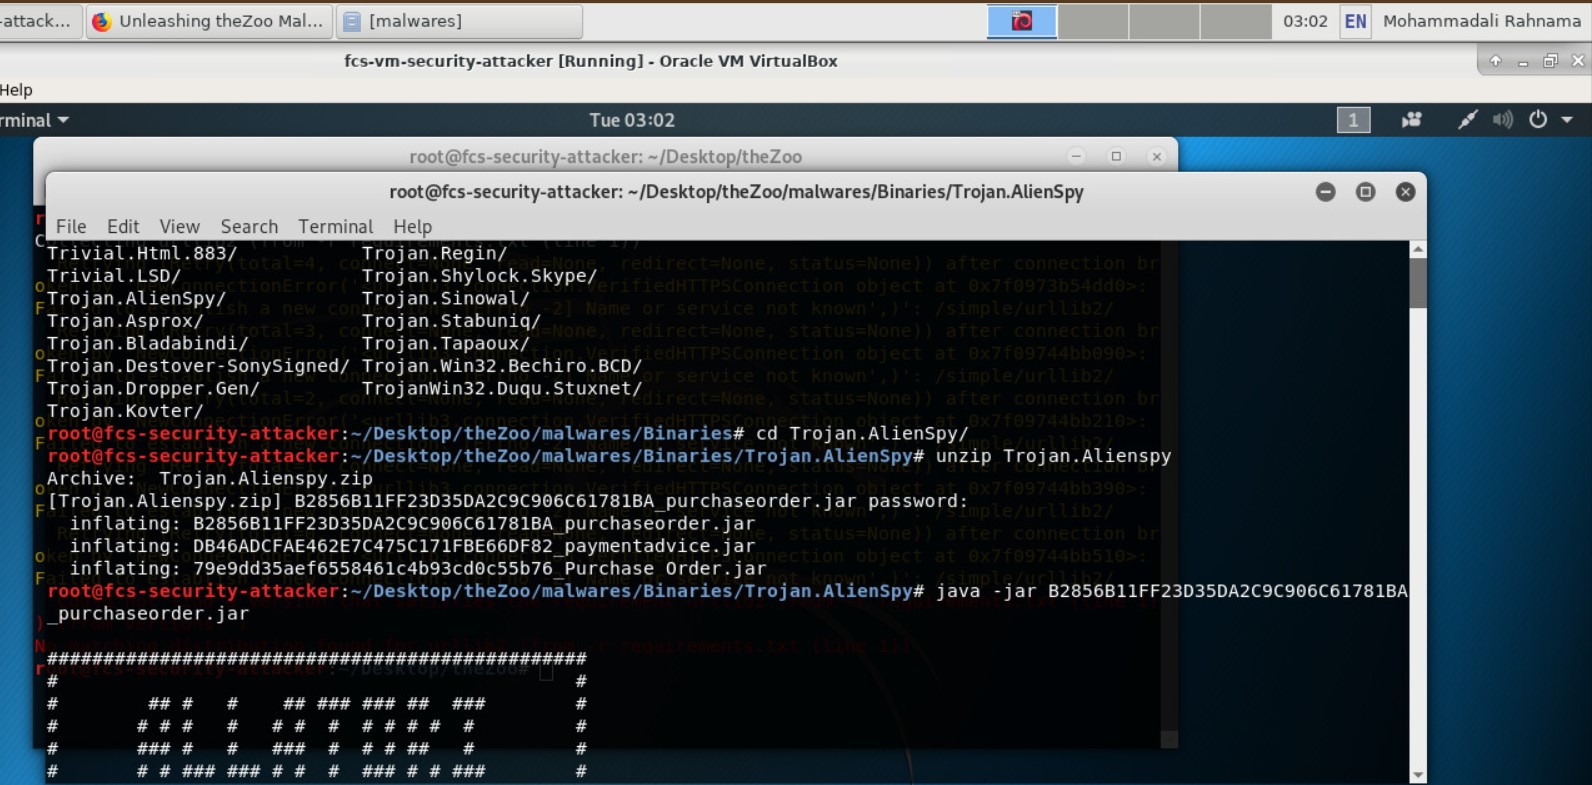 -attack...
Unleashing theZoo Mal...
[malwares]
03:02
EN
Mohammadali Rahnama
fcs-vm-security-attacker [Running] - Oracle VM VirtualBox
Help
rminal
Tue 03:02
1
root@fcs-security-attacker: ~/Desktop/theZoo
root@fcs-security-attacker: ~/Desktop/theZoo/malwares/Binaries/Trojan.AlienSpy
File Edit View Search Terminal Help
Trivial.Html.883/ Trojan.Regin/
Trivial.LSD/ Trojan.Shylock.Skype/
Trojan.AlienSpy/ Trojan.Sinowal/
Trojan.Asprox/ Trojan.Stabuniq/
Trojan.Bladabindi/ Trojan.Tapaoux/
Trojan.Destover-SonySigned/ Trojan.Win32.Bechiro.BCD/
Trojan.Dropper.Gen/ TrojanWin32.Duqu.Stuxnet/
Trojan.Kovter/
root@fcs-security-attacker:~/Desktop/theZoo/malwares/Binaries# cd Trojan.AlienSpy/
root@fcs-security-attacker:~/Desktop/theZoo/malwares/Binaries/Trojan.AlienSpy# unzip Trojan.Alienspy
Archive:  Trojan.Alienspy.zip
[Trojan.Alienspy.zip] B2856B11FF23D35DA2C9C906C61781BA_purchaseorder.jar password:
inflating: B2856B11FF23D35DA2C9C906C61781BA_purchaseorder.jar
inflating: DB46ADCFAE462E7C475C171FBE66DF82_paymentadvice.jar
inflating: 79e9dd35aef6558461c4b93cd0c55b76_Purchase Order.jar
root@fcs-security-attacker:~/Desktop/theZoo/malwares/Binaries/Trojan.AlienSpy# java -jar B2856B11FF23D35DA2C9C906C61781BA
_purchaseorder.jar
################################################
#                                              #
#        ## #   #    ## ### ### ##  ###        #
#       # # #   #   # #  #  # # # #  #         #
#       ### #   #   ###  #  # # ##   #         #
#       # # ### ### # #  #  ### # # ###        #